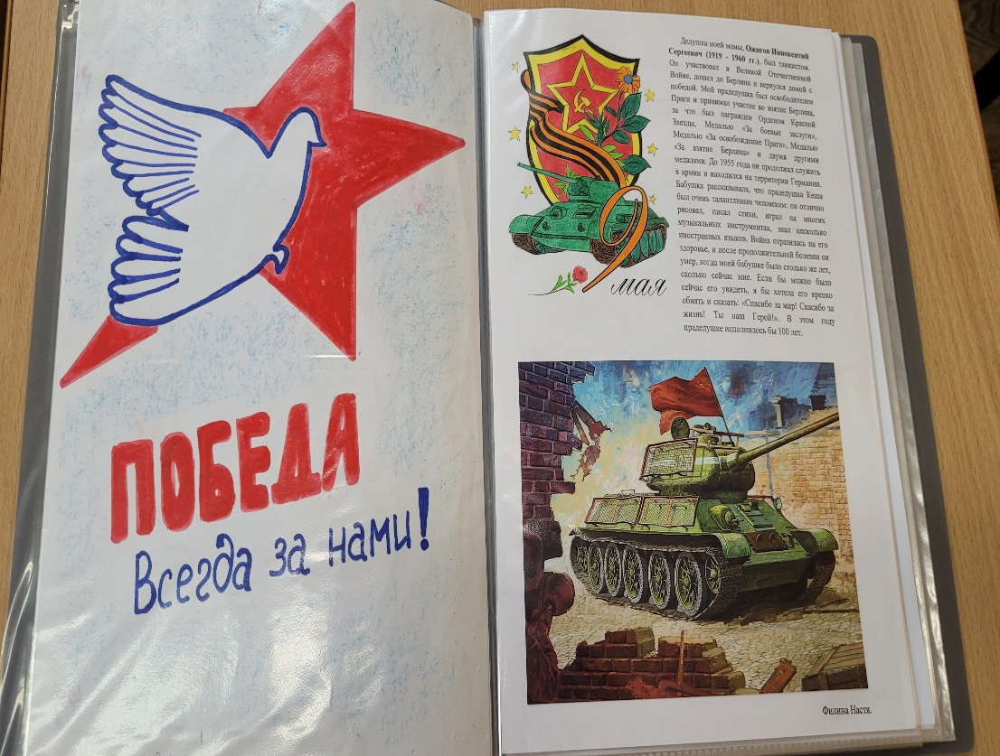 ПОБЕДА
Всегда за нами!
9
мая
Дедушка моей мамы, Ожигов Иннокентий
Сергеевич (1919 - 1960 гг.), был танкистом.
Он участвовал в Великой Отечественной
Войне, дошел до Берлина и вернулся домой с
победой. Мой прадедушка был освободителем
Праги и принимал участие во взятие Берлина,
за что был награжден Орденом Красной
Звезды, Медалью «За боевые заслуги»,
Медалью «За освобождение Праги», Медалью
«За взятие Берлина» и двумя другими
медалями. До 1955 года он продолжал служить
в армии и находился на территории Германии.
Бабушка рассказывала, что прадедушка Кеша
был очень талантливым человеком: он отлично
рисовал, писал стихи, играл на многих
музыкальных инструментах, знал несколько
иностранных языков. Война отразилась на его
здоровье, и после продолжительной болезни он
умер, когда моей бабушке было столько же лет,
сколько сейчас мне. Если бы можно было
сейчас его увидеть, я бы хотела его крепко
обнять и сказать: «Спасибо за мир! Спасибо за
жизнь! Ты наш Герой!». В этом году
прадедушке исполнилось бы 100 лет.
Филина Настя.